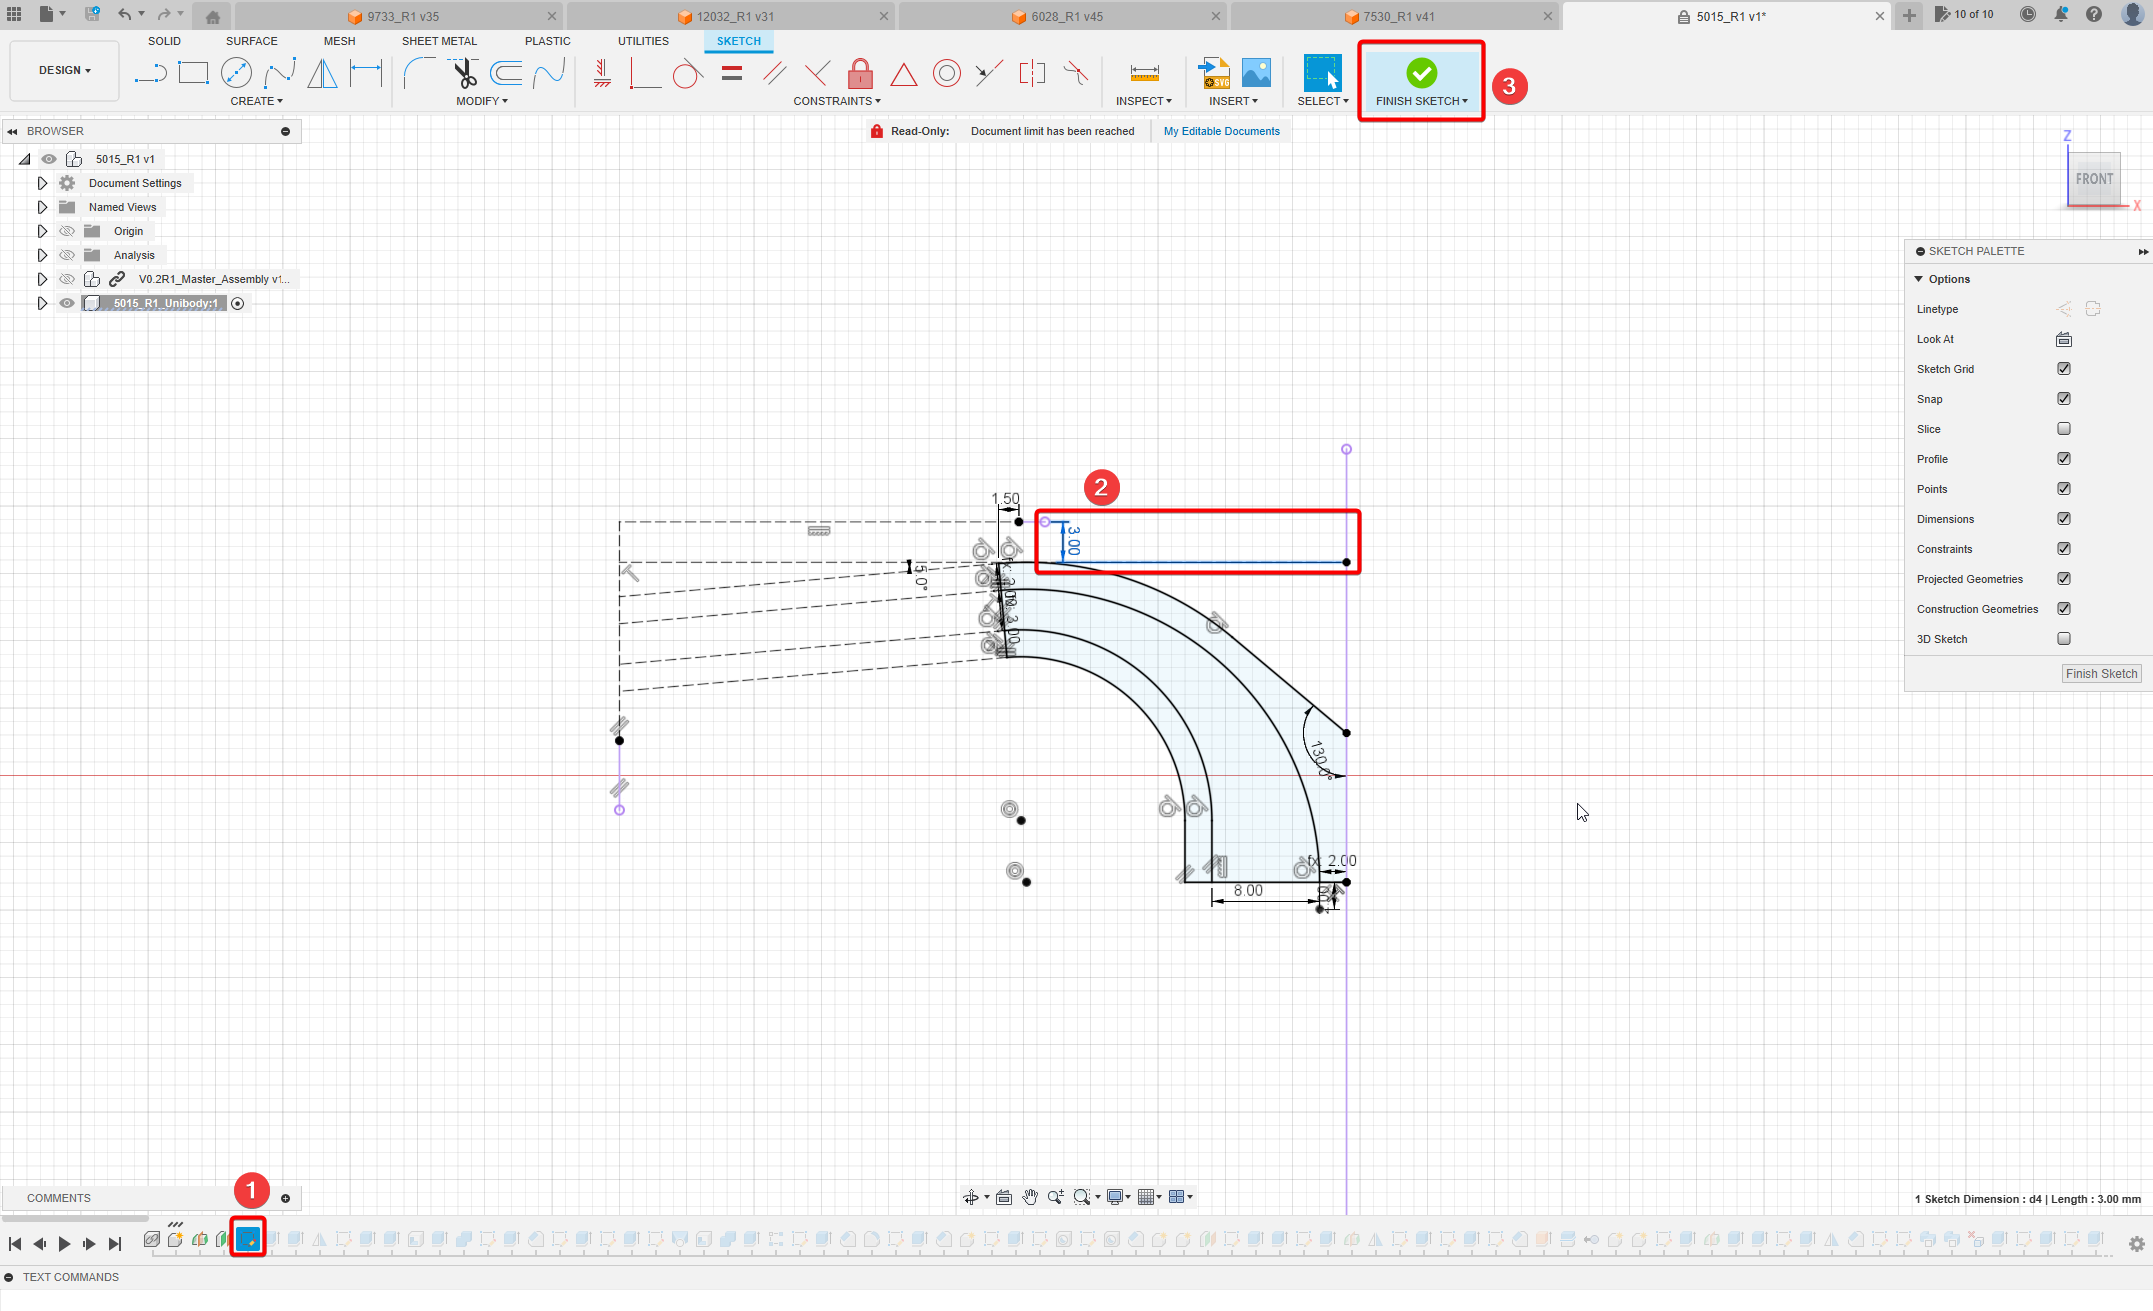 9733_R1 v35
12032_R1 v31
6028_R1 v45
7530_R1 v41
5015_R1 v1*
10 of 10
SOLID
SURFACE
MESH
SHEET METAL
PLASTIC
UTILITIES
SKETCH
DESIGN
CREATE
MODIFY
CONSTRAINTS
INSPECT
INSERT
SELECT
FINISH SKETCH
3
BROWSER
Read-Only:
Document limit has been reached
My Editable Documents
5015_R1 v1
Document Settings
Named Views
Origin
Analysis
V0.2R1_Master_Assembly v1...
5015_R1_Unibody:1
Z
FRONT
X
SKETCH PALETTE
Options
Linetype
Look At
Sketch Grid
Snap
Slice
Profile
Points
Dimensions
Constraints
Projected Geometries
Construction Geometries
3D Sketch
Finish Sketch
2
1.50
3.00
5.0°
130.0°
fx: 2.00
8.00
1
COMMENTS
1 Sketch Dimension : d4 | Length : 3.00 mm
TEXT COMMANDS